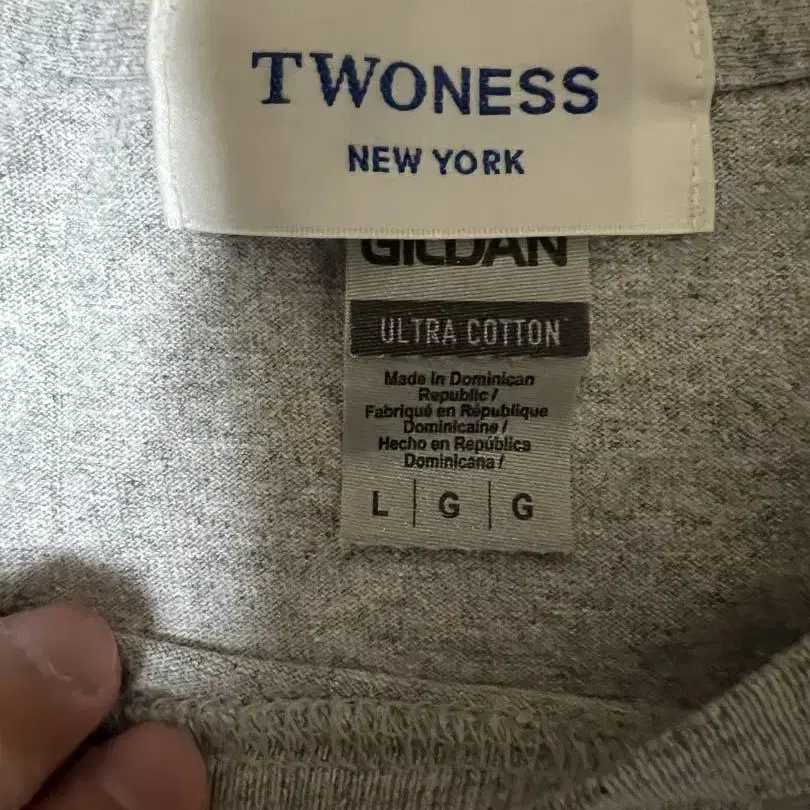 TWONESS
NEW YORK
GILDAN
ULTRA COTTON
Made in Dominican
Republic /
Fabriqué en République
Dominicaine /
Hecho en República
Dominicana /
L | G | G